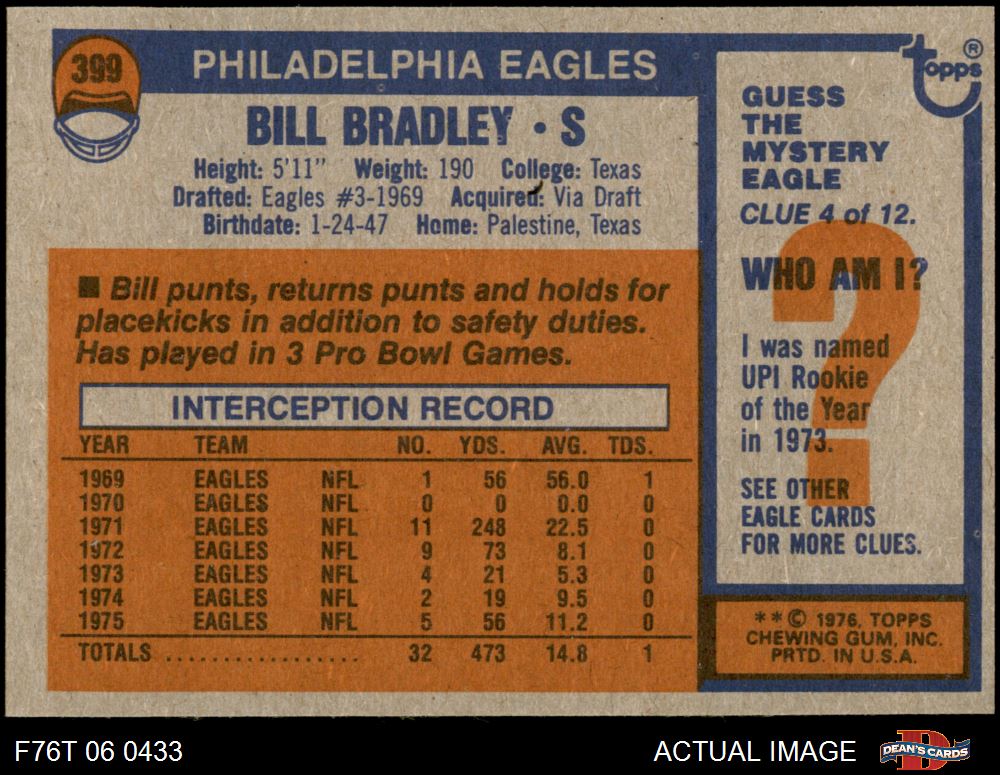 399
PHILADELPHIA EAGLES
BILL BRADLEY • S
Height: 5'11" Weight: 190 College: Texas
Drafted: Eagles #3-1969 Acquired: Via Draft
Birthdate: 1-24-47 Home: Palestine, Texas
■ Bill punts, returns punts and holds for
placekicks in addition to safety duties.
Has played in 3 Pro Bowl Games.
INTERCEPTION RECORD
YEAR TEAM NO. YDS. AVG. TDS.
1969 EAGLES NFL 1 56 56.0 1
1970 EAGLES NFL 0 0 0.0 0
1971 EAGLES NFL 11 248 22.5 0
1972 EAGLES NFL 9 73 8.1 0
1973 EAGLES NFL 4 21 5.3 0
1974 EAGLES NFL 2 19 9.5 0
1975 EAGLES NFL 5 56 11.2 0
TOTALS .................. 32 473 14.8 1
topps ®
GUESS
THE
MYSTERY
EAGLE
CLUE 4 of 12.
WHO AM I?
?
I was named
UPI Rookie
of the Year
in 1973.
SEE OTHER
EAGLE CARDS
FOR MORE CLUES.
** © 1976, TOPPS
CHEWING GUM, INC.
PRTD. IN U.S.A.
F76T 06 0433
ACTUAL IMAGE
D
DEAN'S CARDS